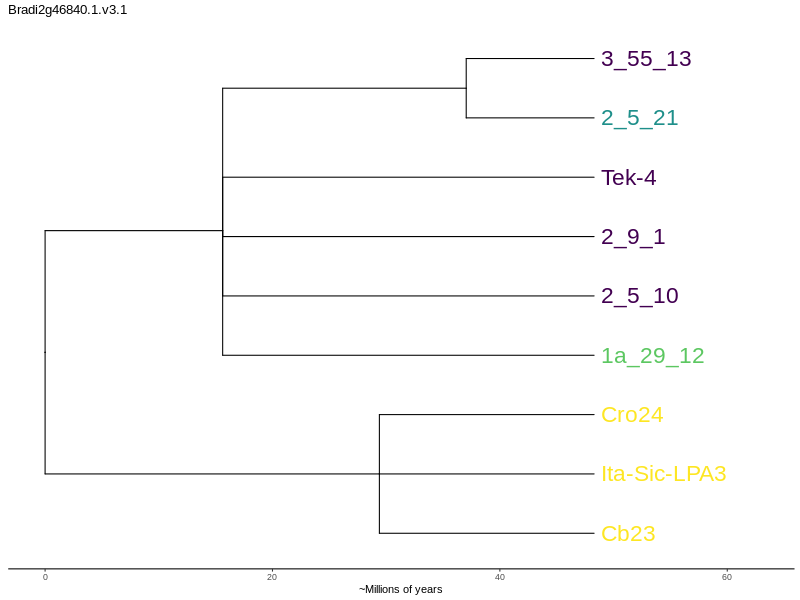 Bradi2g46840.1.v3.1
3_55_13
2_5_21
Tek-4
2_9_1
2_5_10
1a_29_12
Cro24
Ita-Sic-LPA3
Cb23
0 20 40 60
~Millions of years